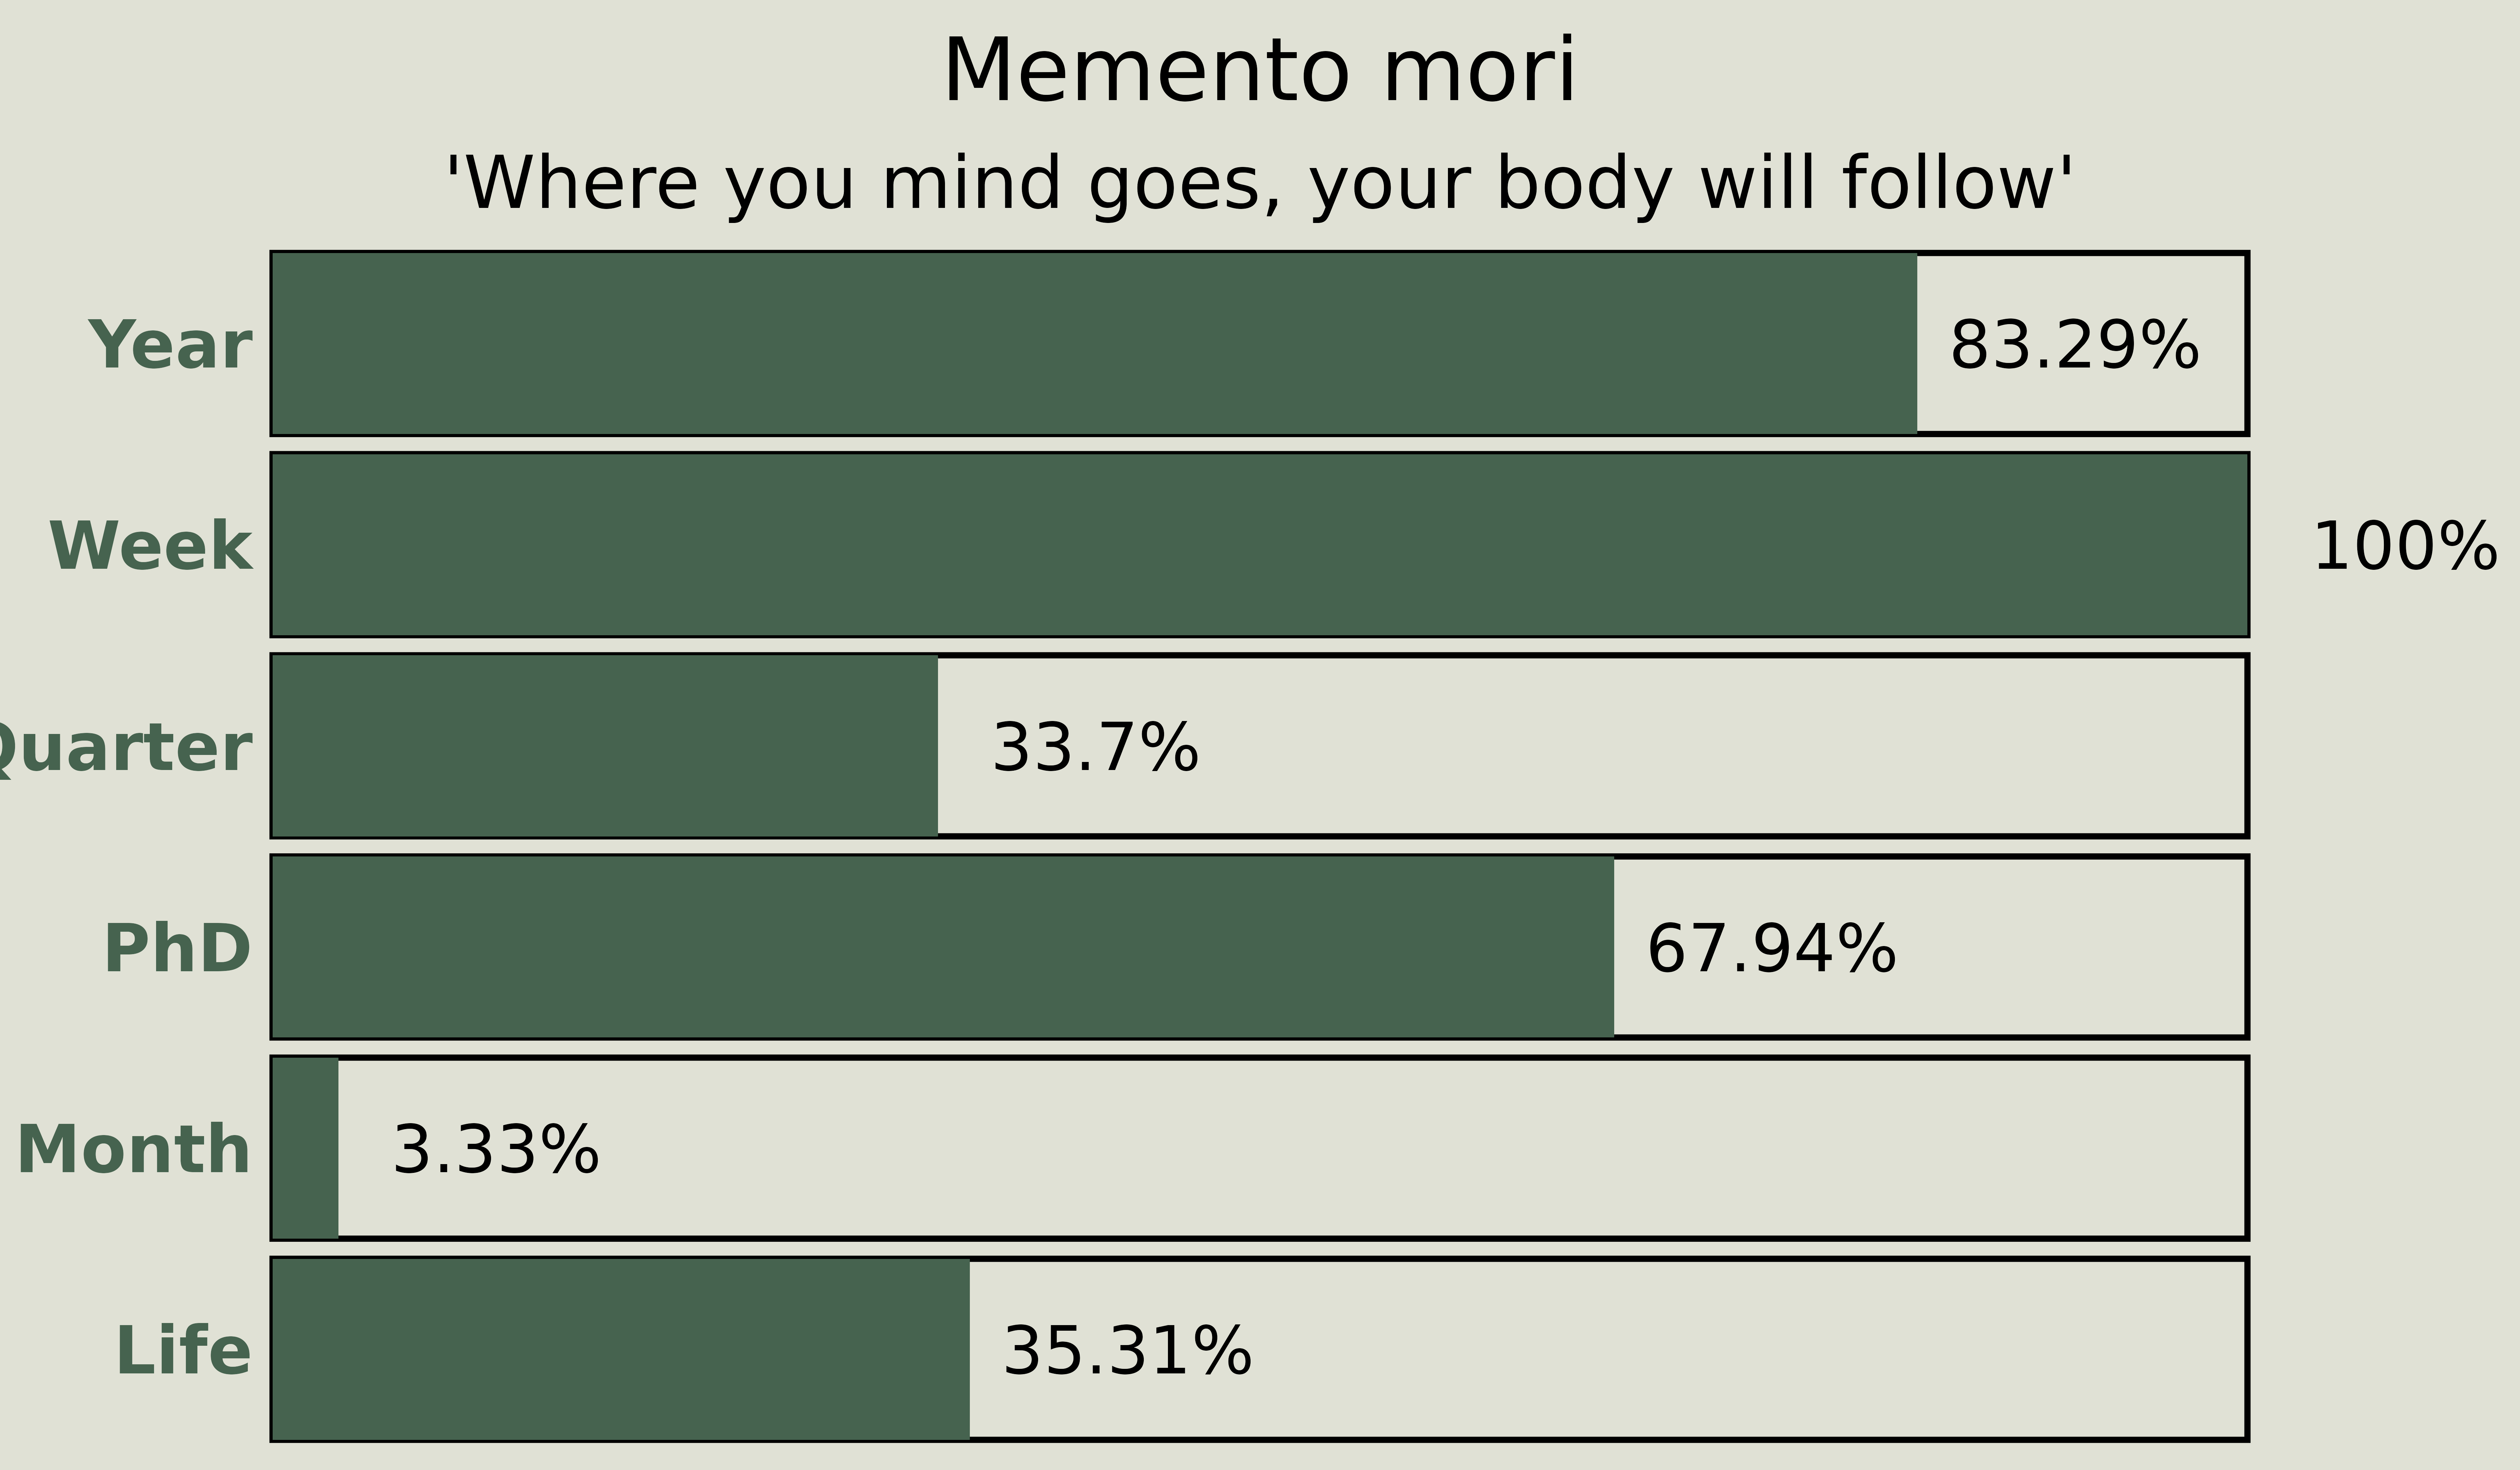 Memento mori
'Where you mind goes, your body will follow'
Year 83.29%
Week 100%
Quarter 33.7%
PhD 67.94%
Month 3.33%
Life 35.31%